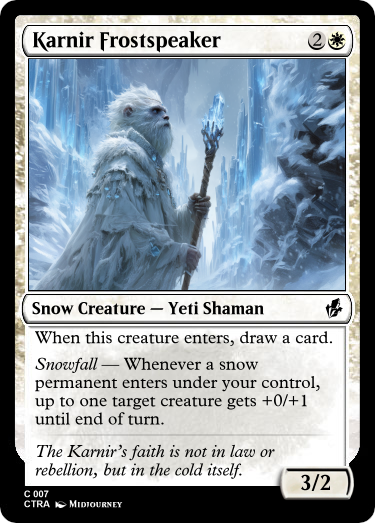 Karnir Frostspeaker 2
Snow Creature — Yeti Shaman
When this creature enters, draw a card.
Snowfall — Whenever a snow
permanent enters under your control,
up to one target creature gets +0/+1
until end of turn.
The Karnir's faith is not in law or
rebellion, but in the cold itself.
3/2
C 007
CTRA Midjourney